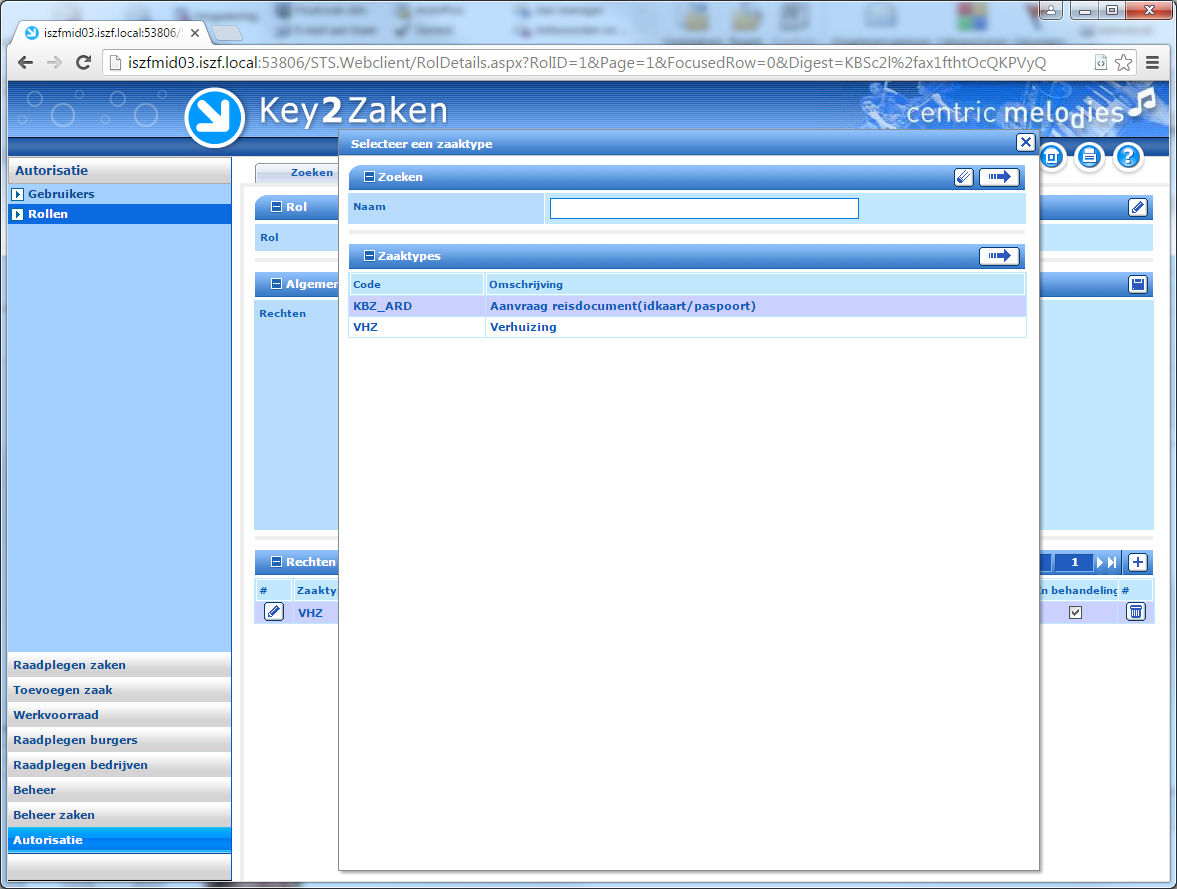 iszfmid03.iszf.local:53806/
iszfmid03.iszf.local:53806/STS.Webclient/RolDetails.aspx?RolID=1&Page=1&FocusedRow=0&Digest=KBSc2l%2fax1fthtOcQKPVyQ
Key2Zaken
centric melodies
Autorisatie
Gebruikers
Rollen
Raadplegen zaken
Toevoegen zaak
Werkvoorraad
Raadplegen burgers
Raadplegen bedrijven
Beheer
Beheer zaken
Autorisatie
Zoeken
Rol
Rol
Algemen
Rechten
Rechten
1
# Zaakty
In behandeling #
VHZ
Selecteer een zaaktype
Zoeken
Naam
Zaaktypes
Code Omschrijving
KBZ_ARD Aanvraag reisdocument(idkaart/paspoort)
VHZ Verhuizing